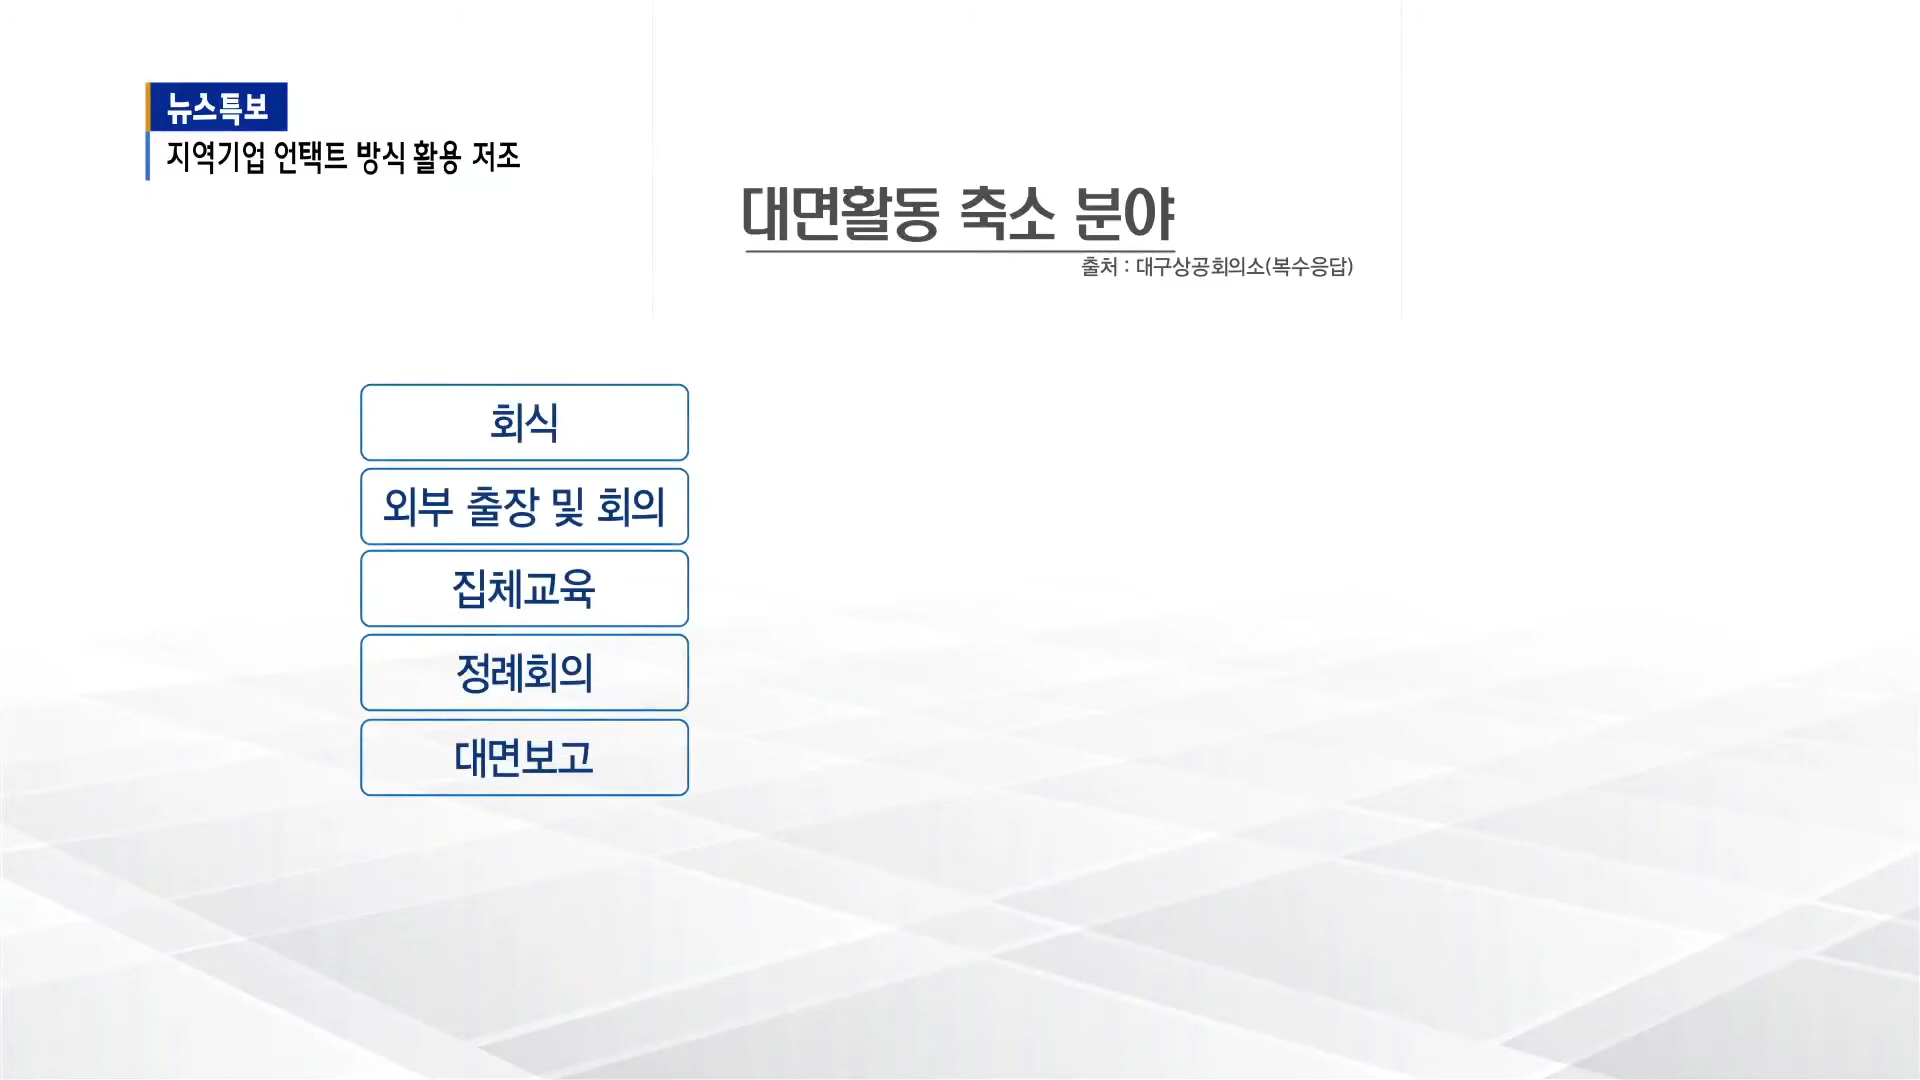 뉴스특보
지역기업 언택트 방식 활용 저조
대면활동 축소 분야
출처 : 대구상공회의소(복수응답)
회식
외부 출장 및 회의
집체교육
정례회의
대면보고